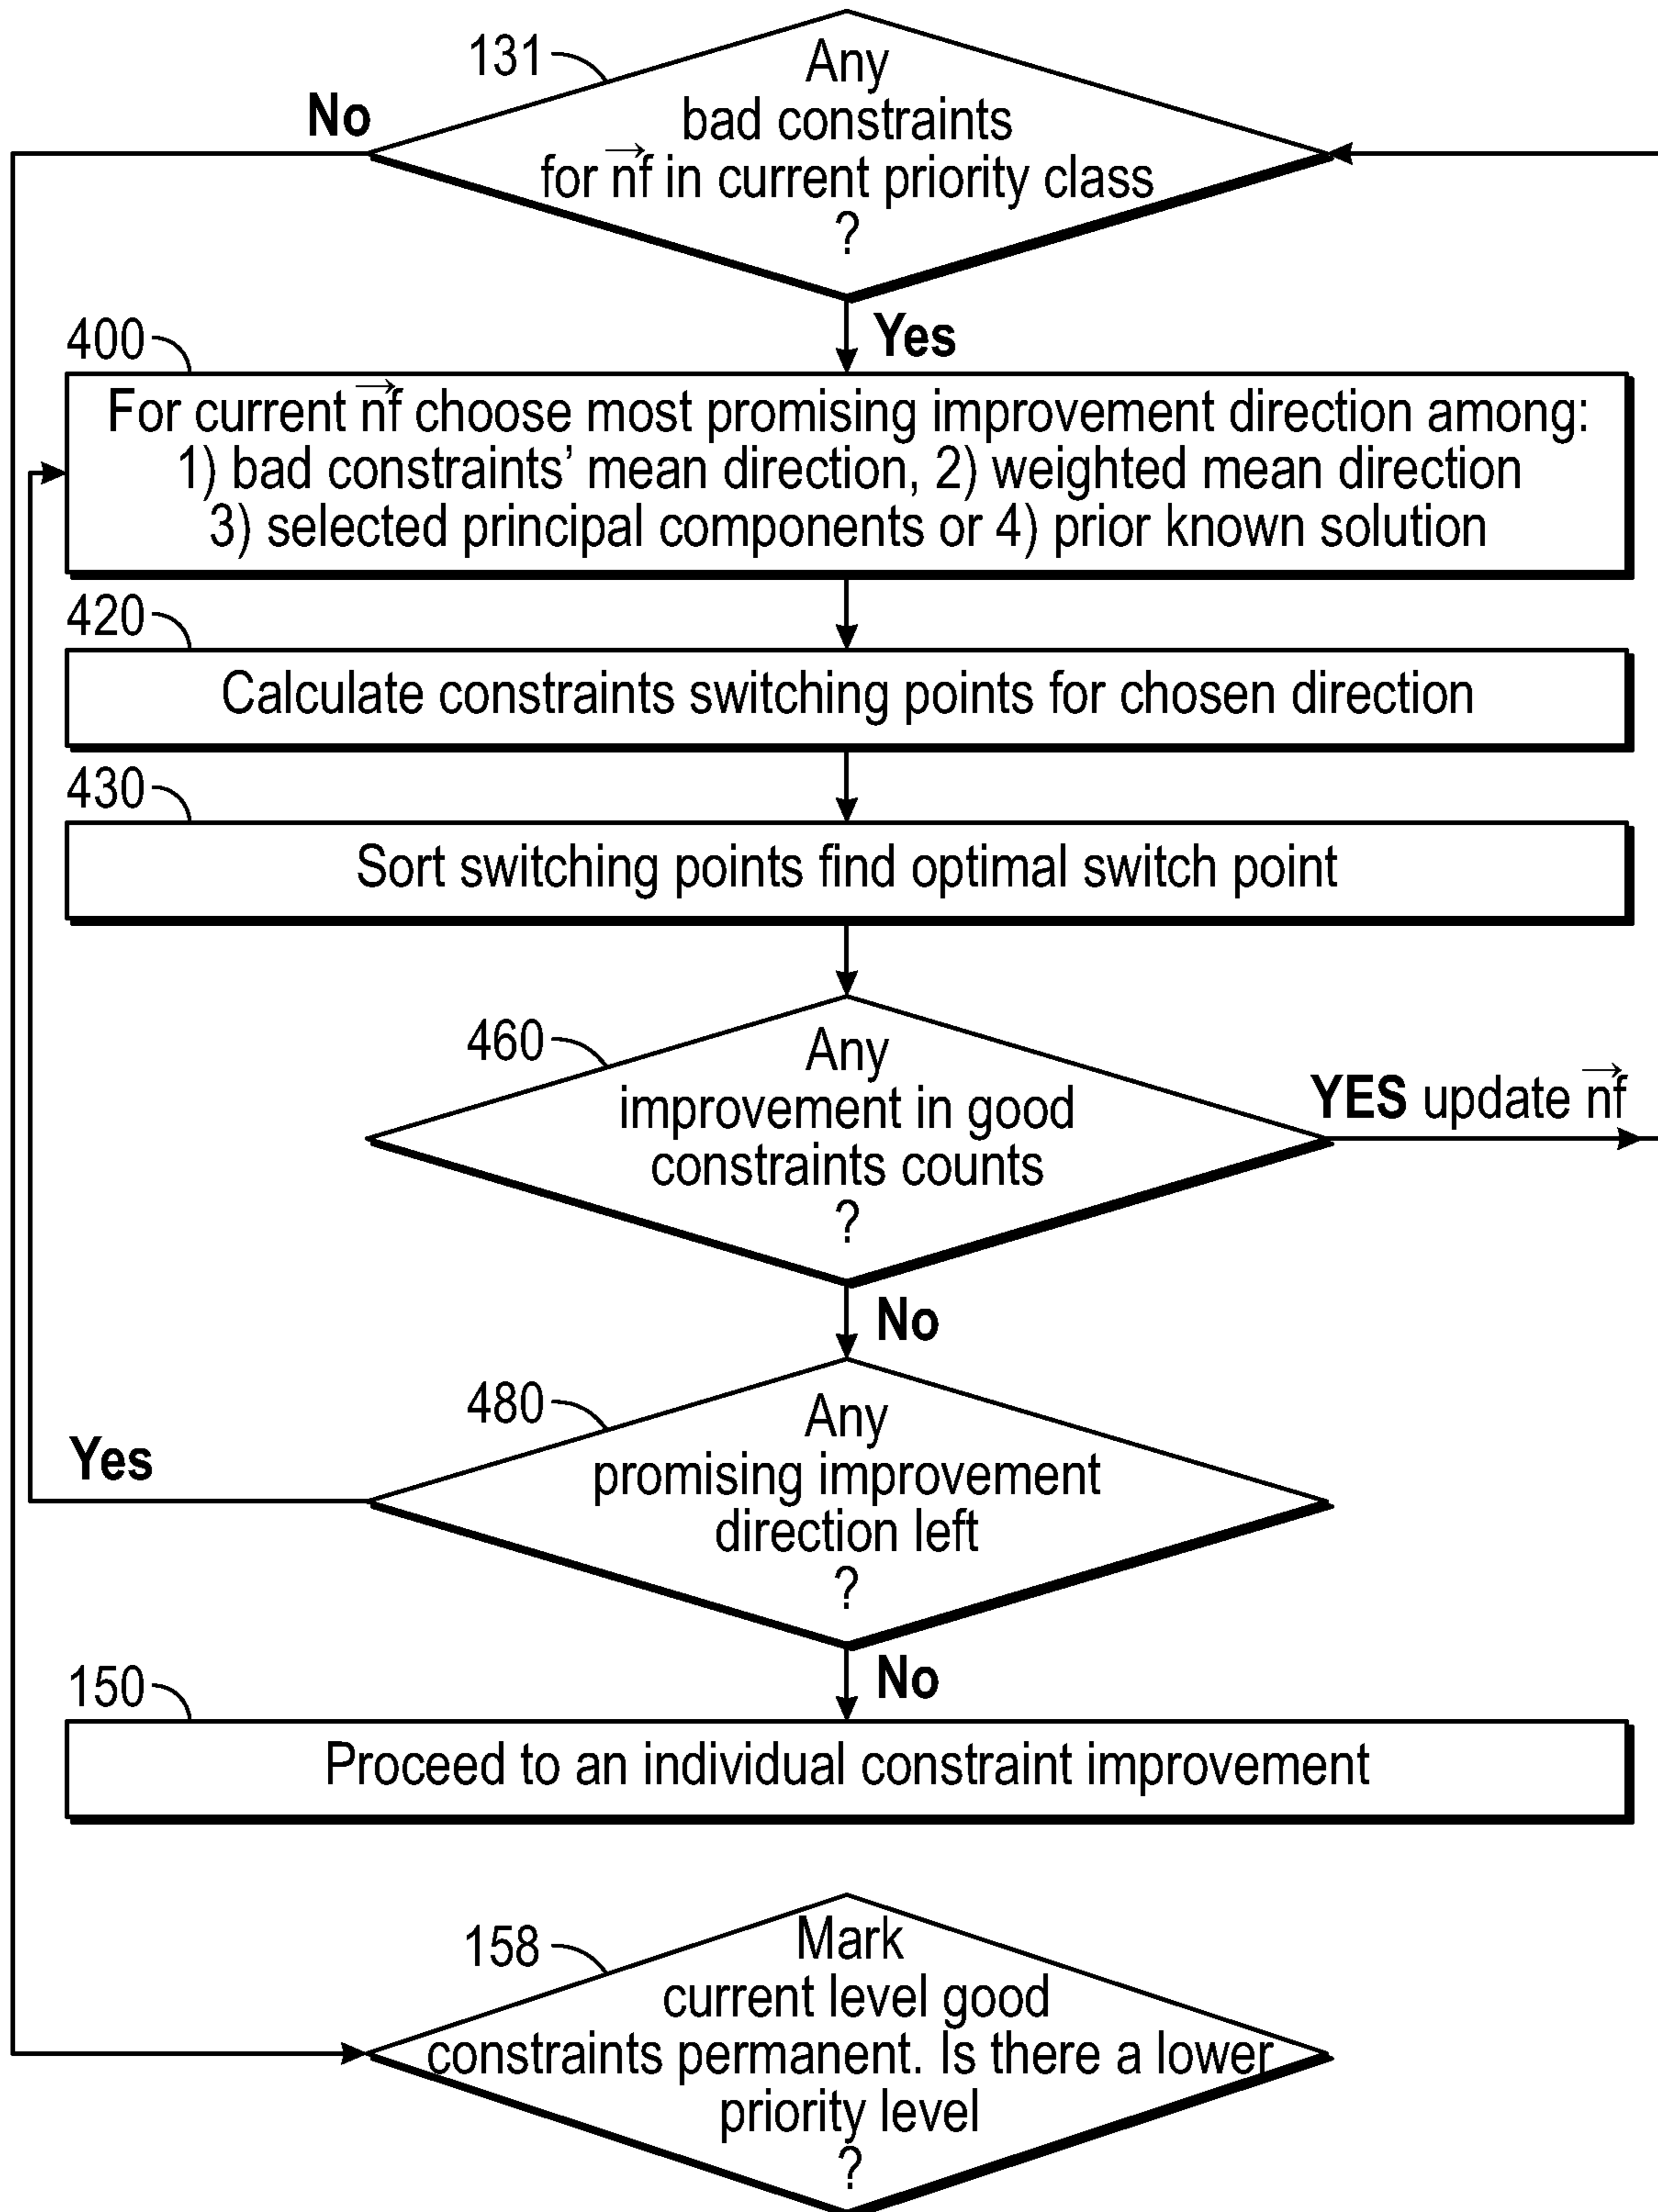 131
Any
No
bad constraints
for n⃗f in current priority class
?
Yes
400
For current n⃗f choose most promising improvement direction among:
1) bad constraints’ mean direction, 2) weighted mean direction
3) selected principal components or 4) prior known solution
420
Calculate constraints switching points for chosen direction
430
Sort switching points find optimal switch point
460
Any
improvement in good
constraints counts
?
YES update n⃗f
No
480
Any
promising improvement
direction left
?
Yes
No
150
Proceed to an individual constraint improvement
158
Mark
current level good
constraints permanent. Is there a lower
priority level
?